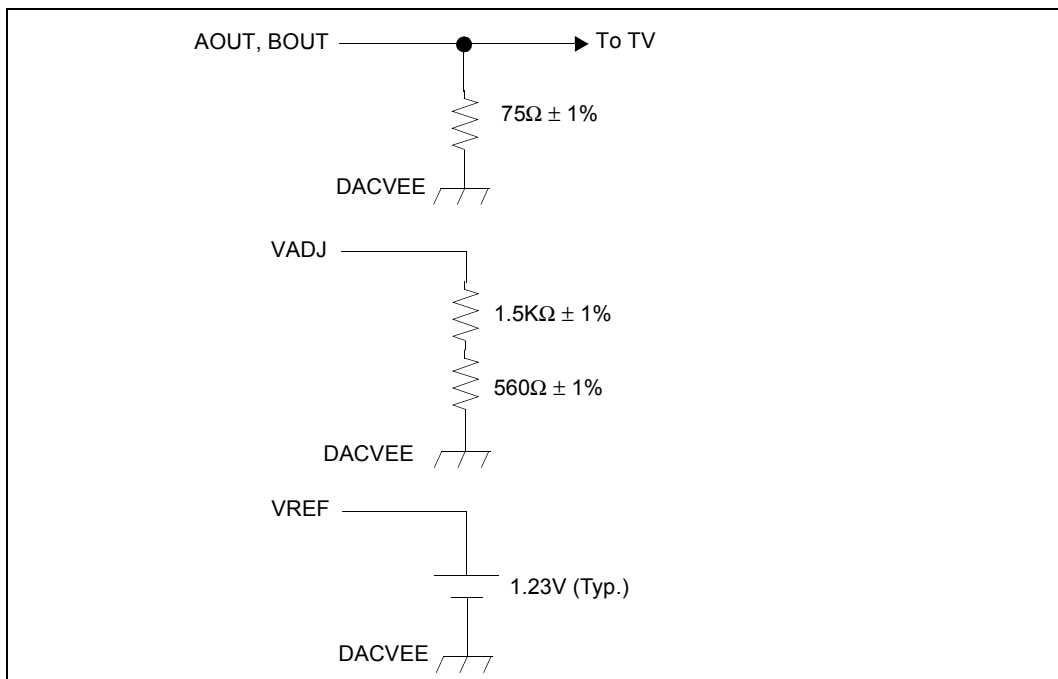 AOUT, BOUT
To TV
75Ω ± 1%
DACVEE
VADJ
1.5KΩ ± 1%
560Ω ± 1%
DACVEE
VREF
1.23V (Typ.)
DACVEE